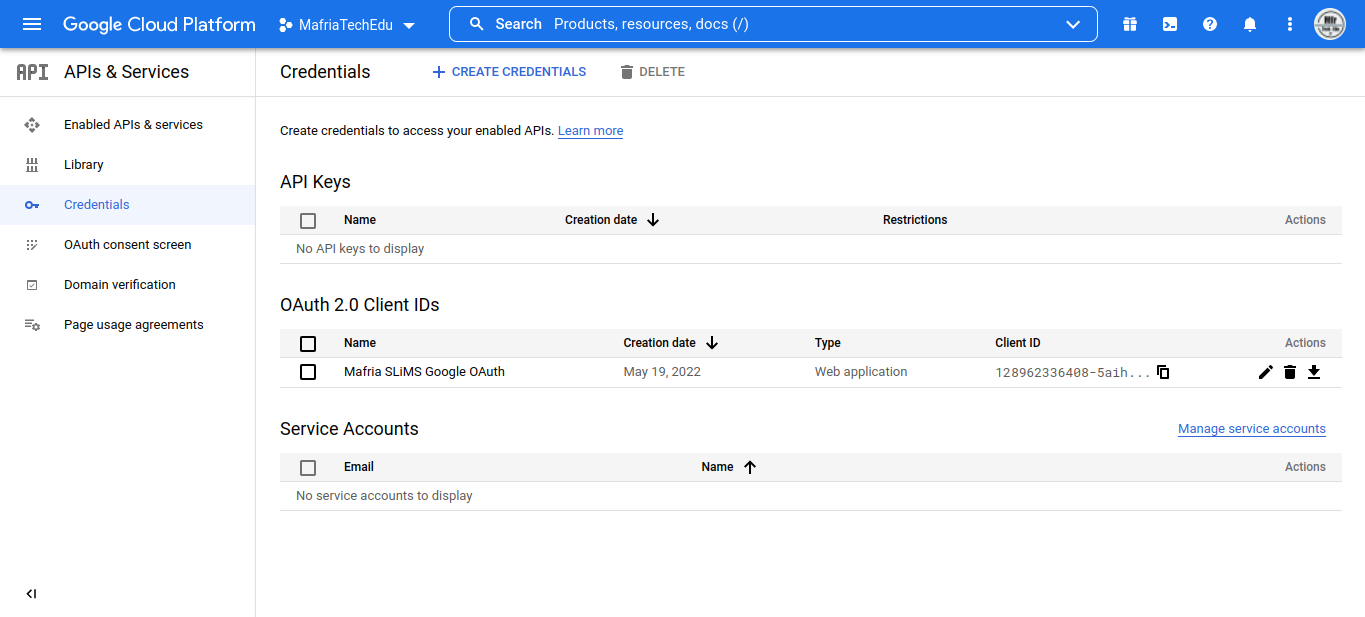 Google Cloud Platform MafriaTechEdu Search Products, resources, docs (/)
API APIs & Services
Credentials CREATE CREDENTIALS DELETE
Enabled APIs & services
Library
Credentials
OAuth consent screen
Domain verification
Page usage agreements
Create credentials to access your enabled APIs. Learn more
API Keys
Name Creation date Restrictions Actions
No API keys to display
OAuth 2.0 Client IDs
Name Creation date Type Client ID Actions
Mafria SLiMS Google OAuth May 19, 2022 Web application 128962336408-5aih...
Service Accounts Manage service accounts
Email Name Actions
No service accounts to display